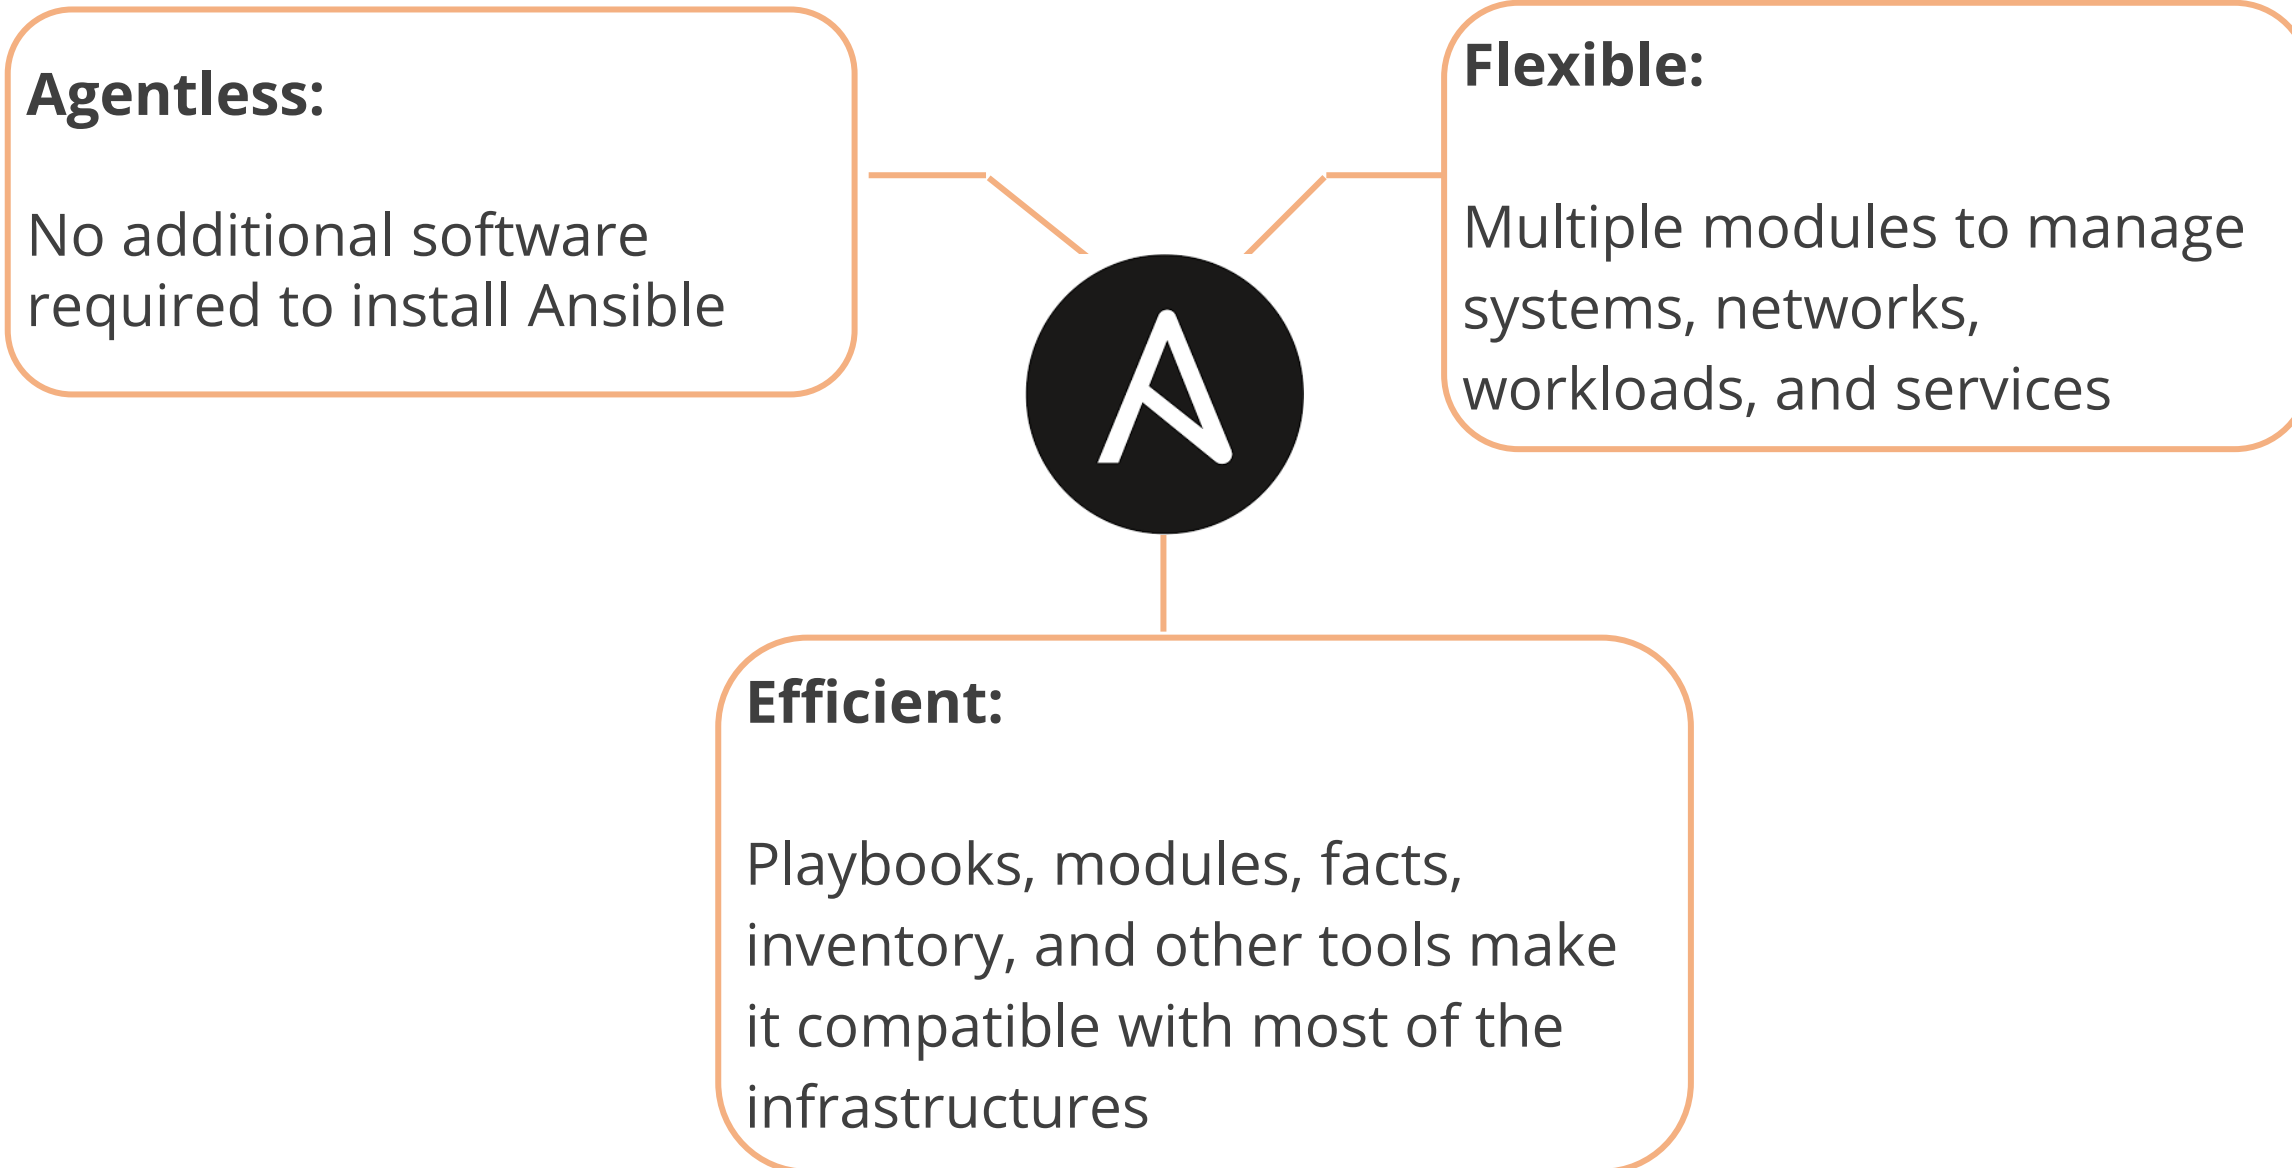 Agentless:
No additional software
required to install Ansible
Flexible:
Multiple modules to manage
systems, networks,
workloads, and services
Efficient:
Playbooks, modules, facts,
inventory, and other tools make
it compatible with most of the
infrastructures